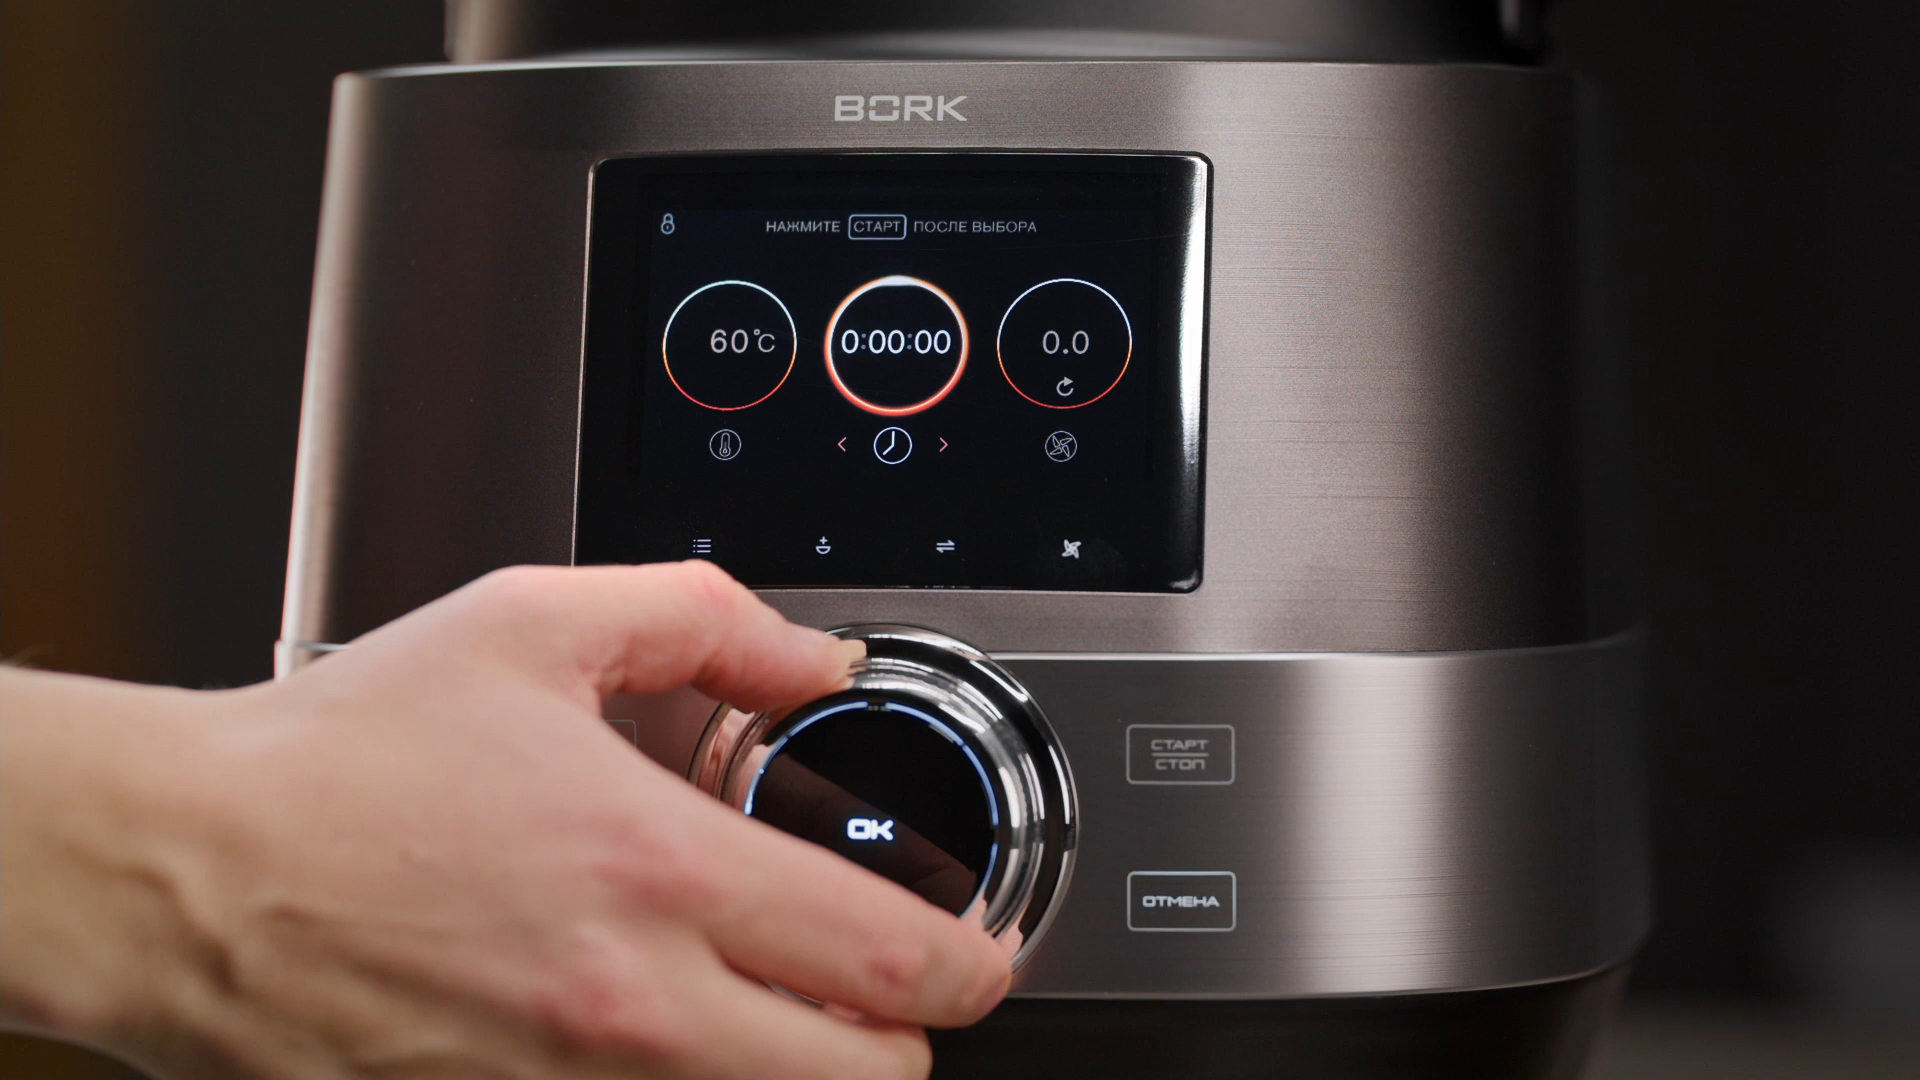 BORK
НАЖМИТЕ СТАРТ ПОСЛЕ ВЫБОРА
60°C 0:00:00 0.0
СТАРТ
СТОП
OK
ОТМЕНА